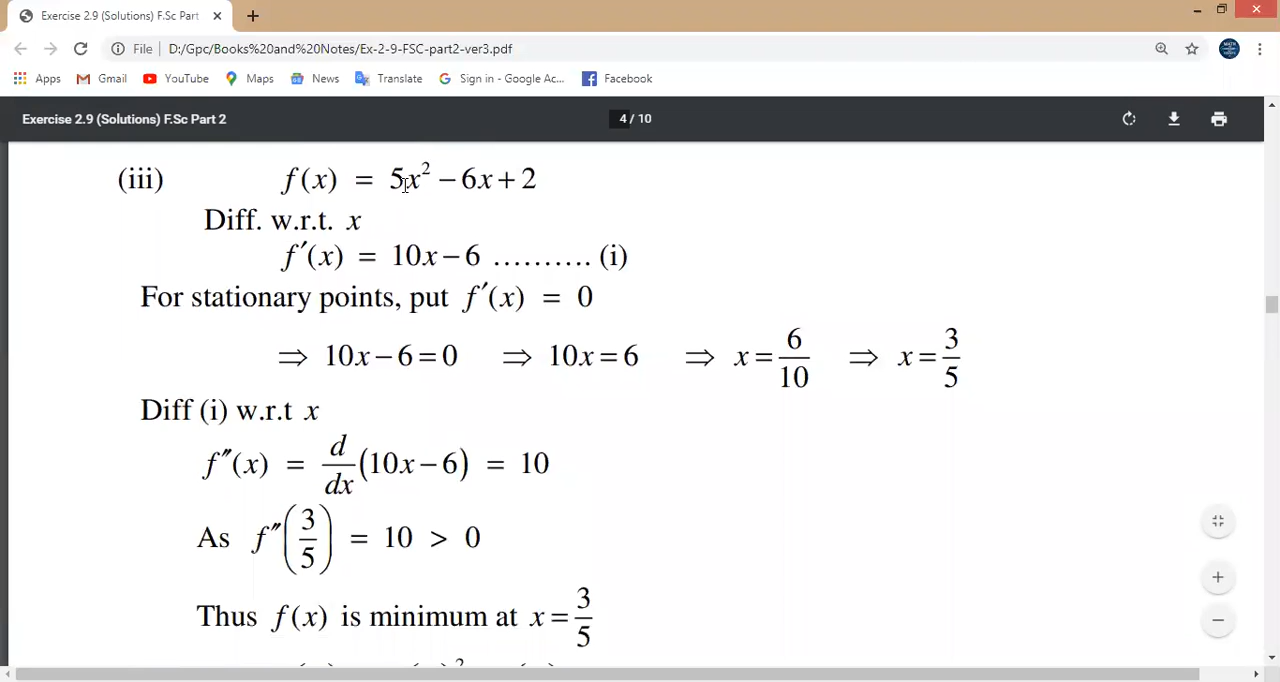 Exercise 2.9 (Solutions) F.Sc Part
File | D:/Gpc/Books%20and%20Notes/Ex-2-9-FSC-part2-ver3.pdf
Apps Gmail YouTube Maps News Translate Sign in - Google Ac... Facebook
Exercise 2.9 (Solutions) F.Sc Part 2 4 / 10
(iii) f(x) = 5x² − 6x + 2
Diff. w.r.t. x
f′(x) = 10x − 6 .......... (i)
For stationary points, put f′(x) = 0
⇒ 10x − 6 = 0 ⇒ 10x = 6 ⇒ x = 6/10 ⇒ x = 3/5
Diff (i) w.r.t x
f″(x) = d/dx (10x − 6) = 10
As f″(3/5) = 10 > 0
Thus f(x) is minimum at x = 3/5